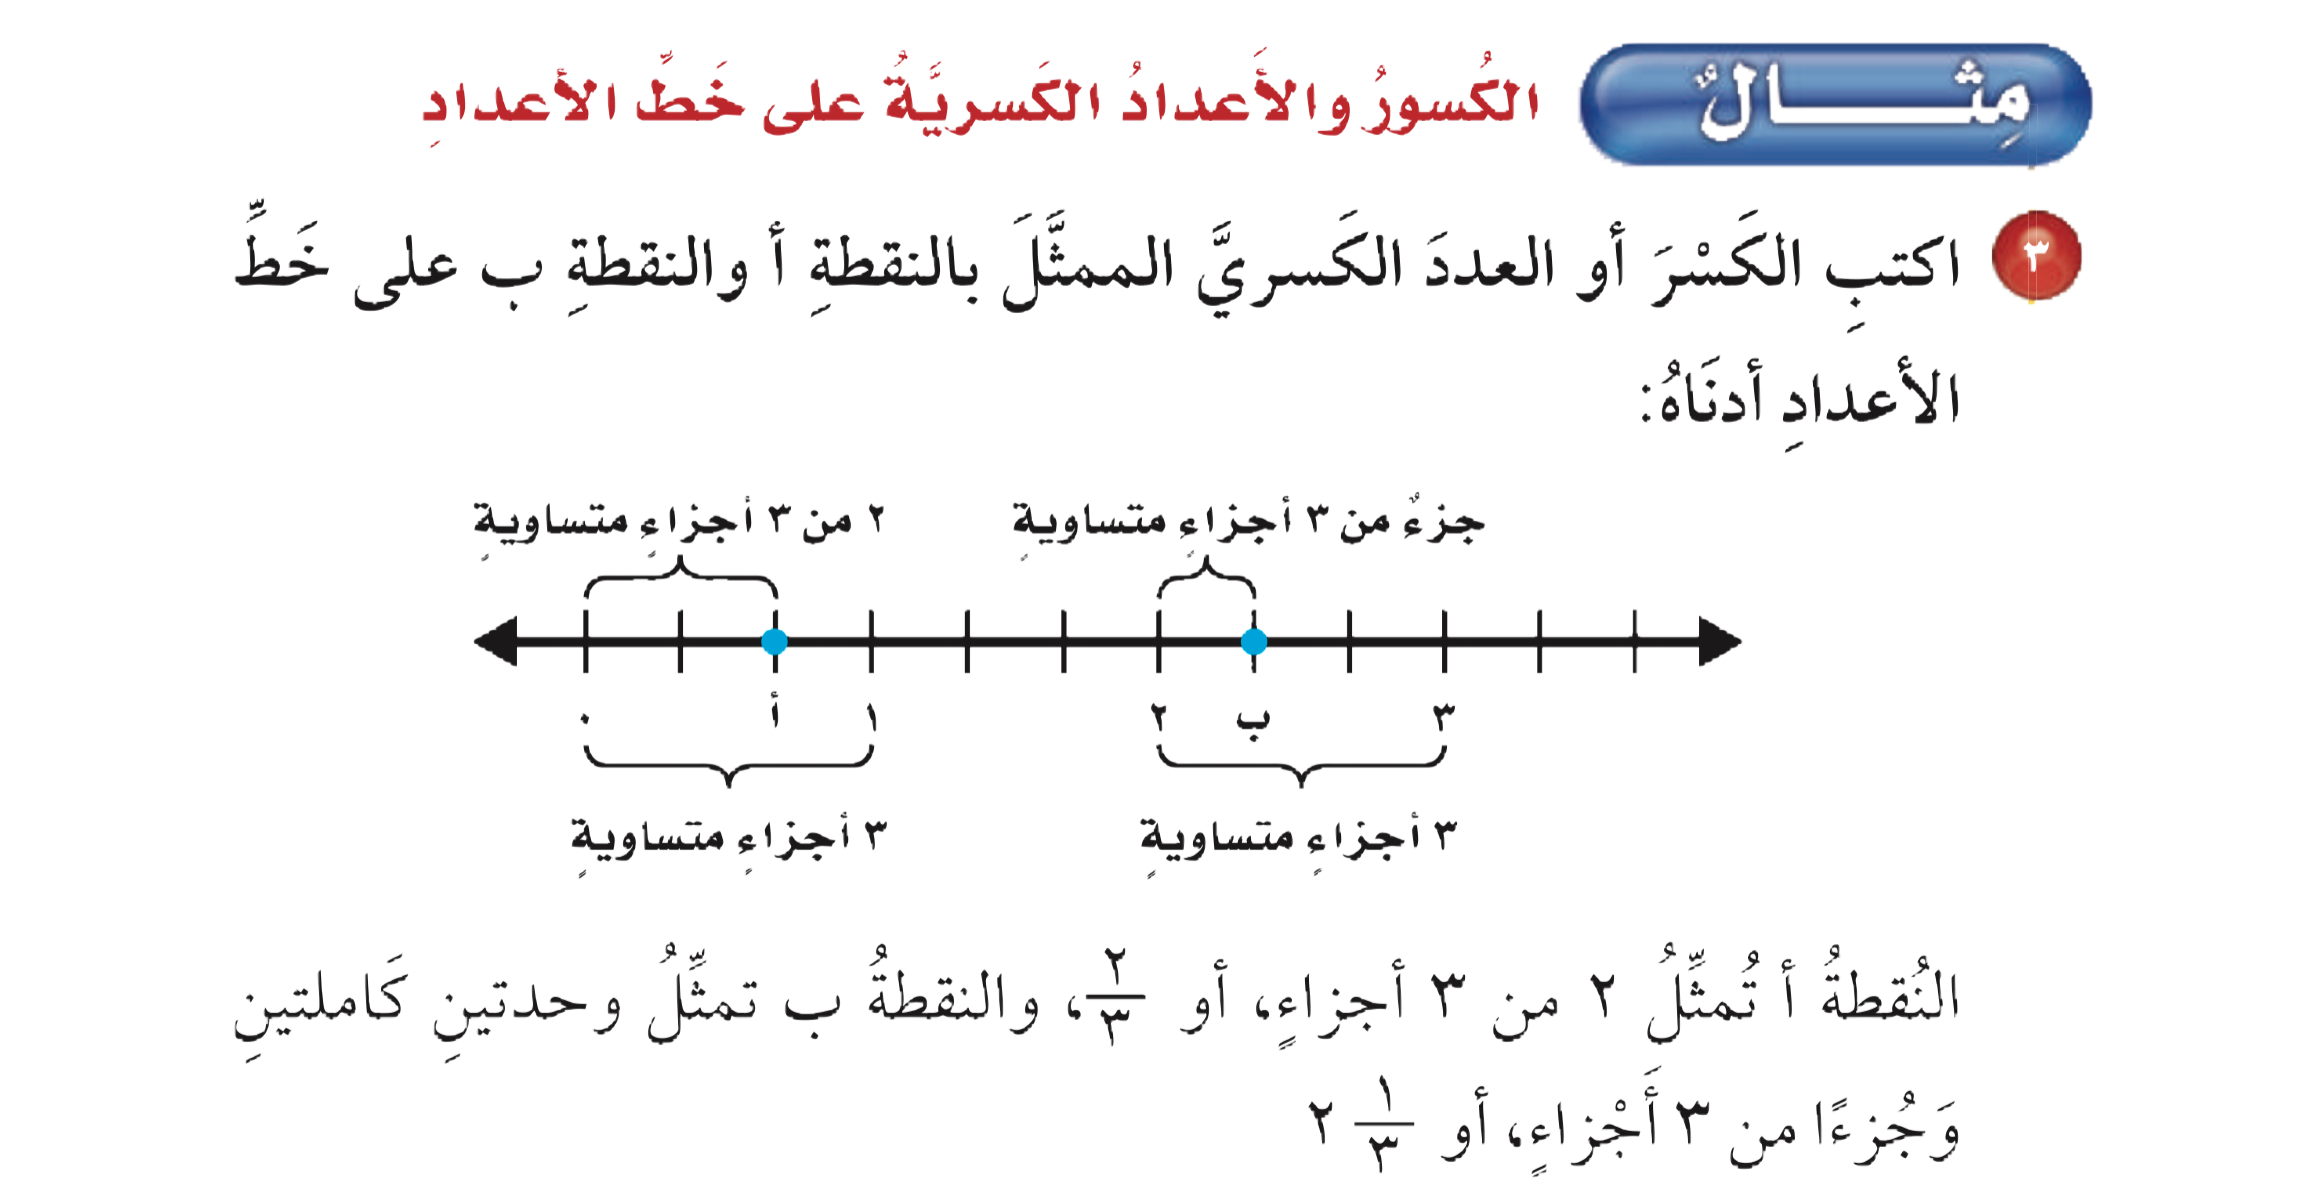 مِثـــالٌ
الكُسورُ والأَعدادُ الكَسريَّةُ على خَطِّ الأعدادِ
٣ اكتبِ الكَسْرَ أو العددَ الكَسريَّ الممثَّلَ بالنقطةِ أ والنقطةِ ب على خَطِّ
الأعدادِ أدنَاهُ:
جزءٌ من ٣ أجزاءٍ متساويةٍ
٢ من ٣ أجزاءٍ متساويةٍ
٠ أ ١ ٢ ب ٣
٣ أجزاءٍ متساويةٍ
٣ أجزاءٍ متساويةٍ
النُقطةُ أ تُمثِّلُ ٢ من ٣ أجزاءٍ، أو ٢/٣، والنقطةُ ب تمثِّلُ وحدتينِ كَاملتينِ
وَجُزءًا من ٣ أَجْزاءٍ، أو ١/٣ ٢